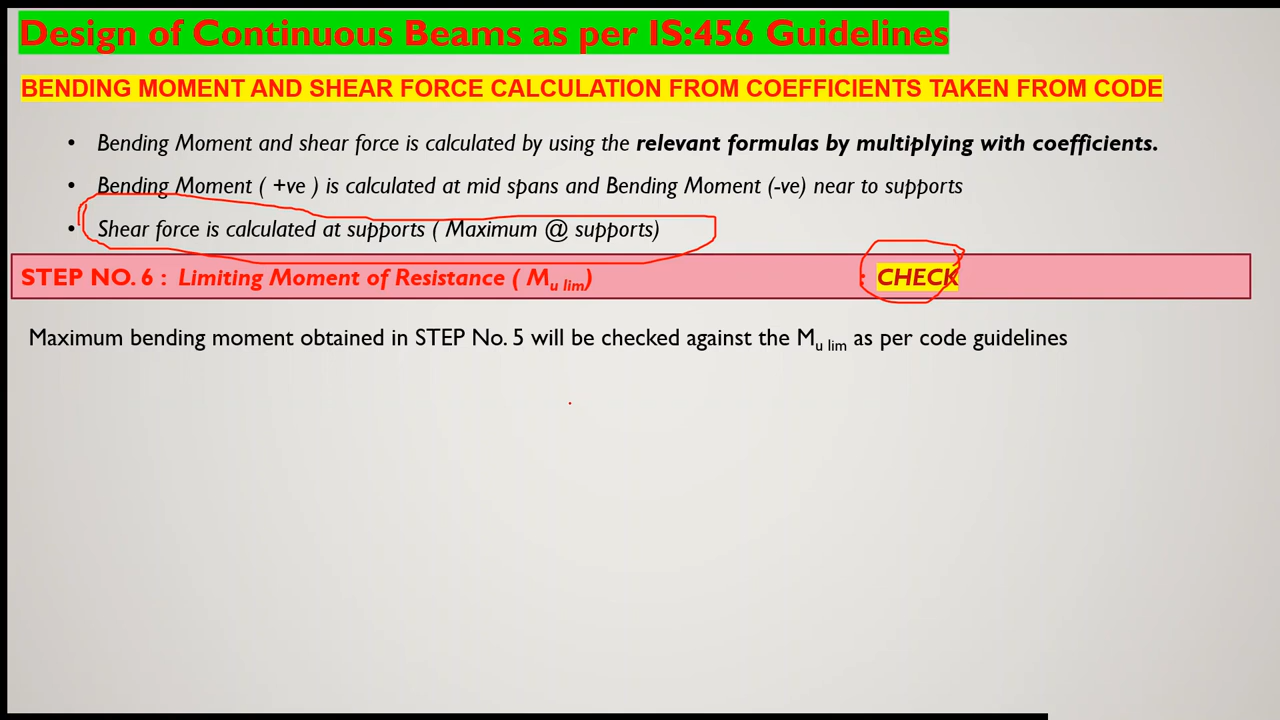 Design of Continuous Beams as per IS:456 Guidelines
BENDING MOMENT AND SHEAR FORCE CALCULATION FROM COEFFICIENTS TAKEN FROM CODE
• Bending Moment and shear force is calculated by using the relevant formulas by multiplying with coefficients.
• Bending Moment ( +ve ) is calculated at mid spans and Bending Moment (-ve) near to supports
• Shear force is calculated at supports ( Maximum @ supports)
STEP NO. 6 : Limiting Moment of Resistance ( Mu lim) : CHECK
Maximum bending moment obtained in STEP No. 5 will be checked against the Mu lim as per code guidelines